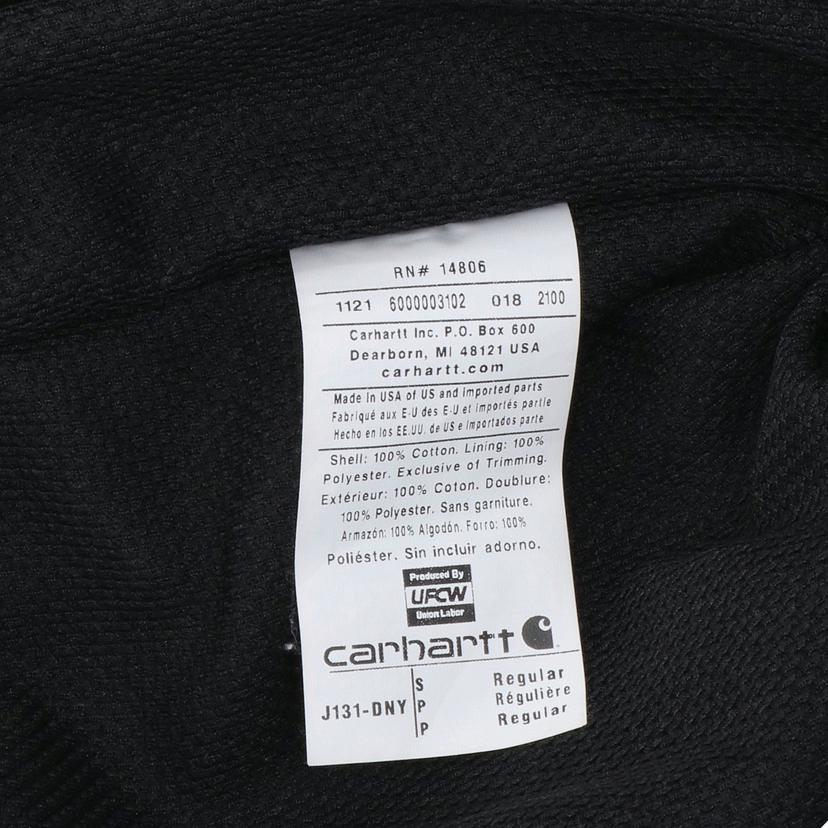 RN# 14806
1121 6000003102 018 2100
Carhartt Inc. P.O. Box 600
Dearborn, MI 48121 USA
carhartt.com
Made in USA of US and imported parts
Fabriqué aux E-U des E-U et importés partie
Hecho en los EE.UU. de US e importados parte
Shell: 100% Cotton. Lining: 100%
Polyester. Exclusive of Trimming.
Extérieur: 100% Coton. Doublure:
100% Polyester. Sans garniture.
Armazón: 100% Algodón. Forro: 100%
Poliéster. Sin incluir adorno.
Produced By
UFCW
Union Labor
carhartt
J131-DNY
S Regular
P Régulière
P Regular